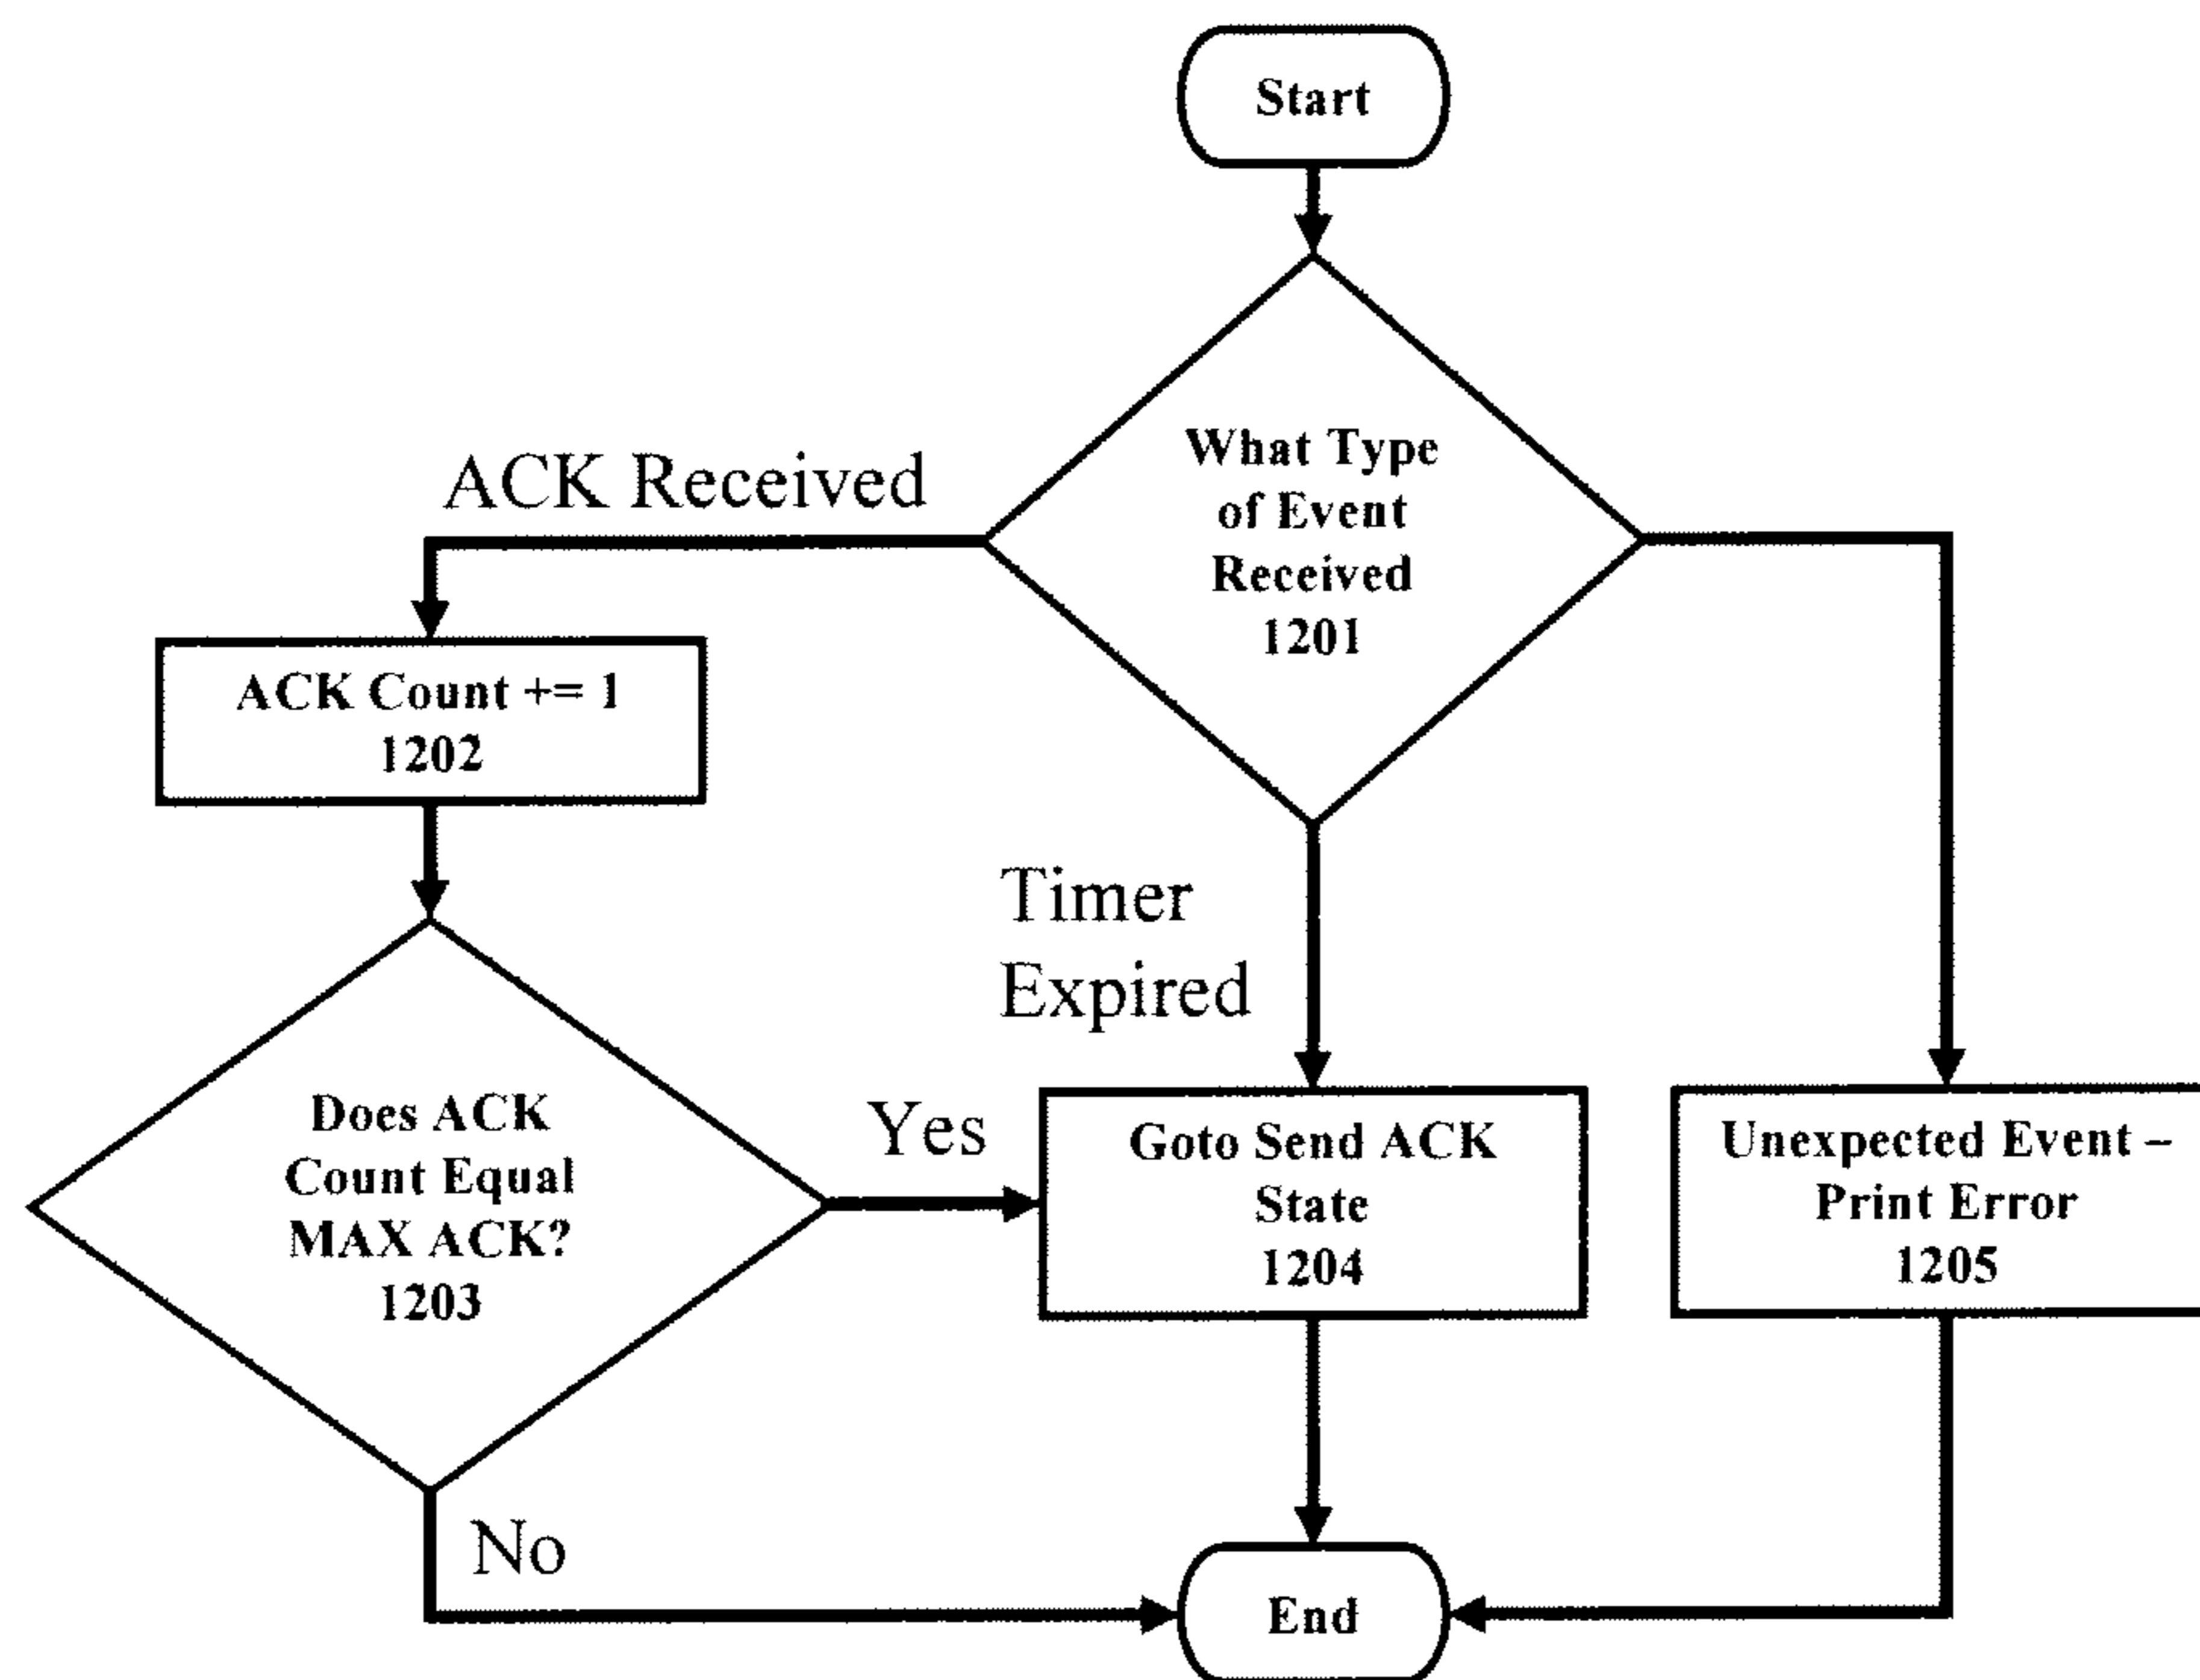 Start
What Type
of Event
Received
1201
ACK Received
ACK Count += 1
1202
Timer
Expired
Does ACK
Count Equal
MAX ACK?
1203
Yes
Goto Send ACK
State
1204
Unexpected Event –
Print Error
1205
No
End